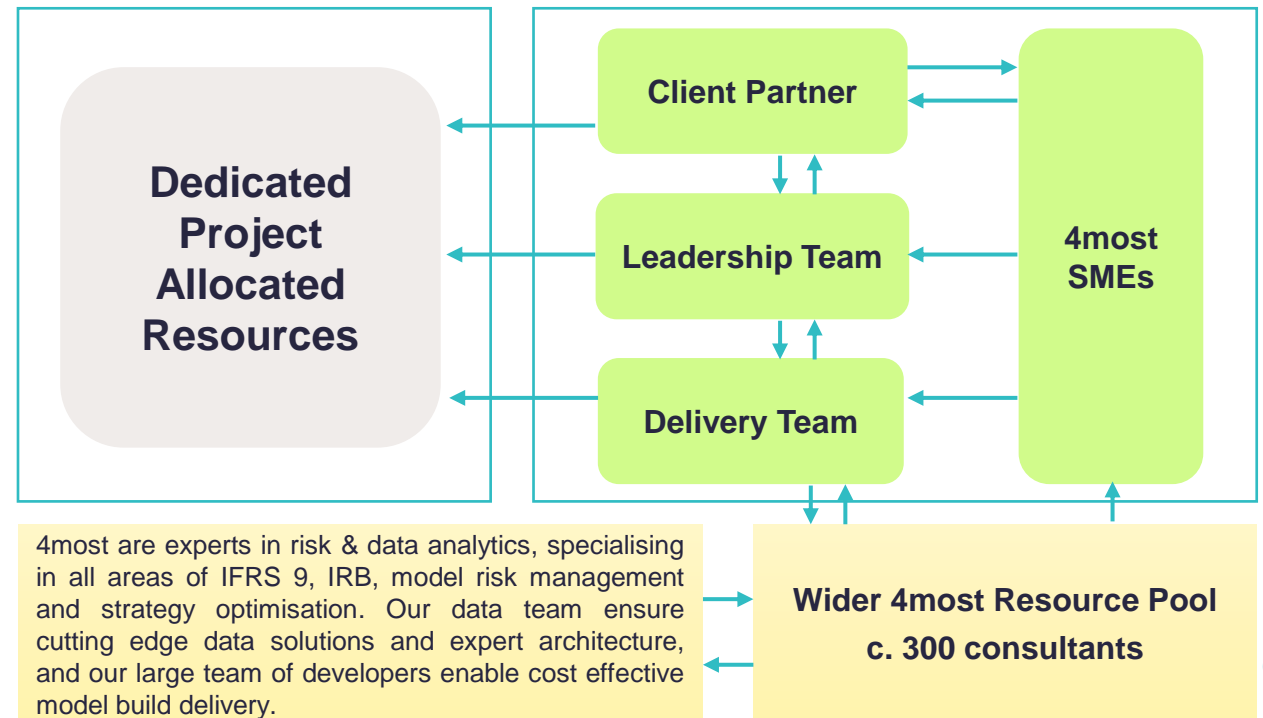 Dedicated
Project
Allocated
Resources
Client Partner
Leadership Team
Delivery Team
4most
SMEs
4most are experts in risk & data analytics, specialising
in all areas of IFRS 9, IRB, model risk management
and strategy optimisation. Our data team ensure
cutting edge data solutions and expert architecture,
and our large team of developers enable cost effective
model build delivery.
Wider 4most Resource Pool
c. 300 consultants